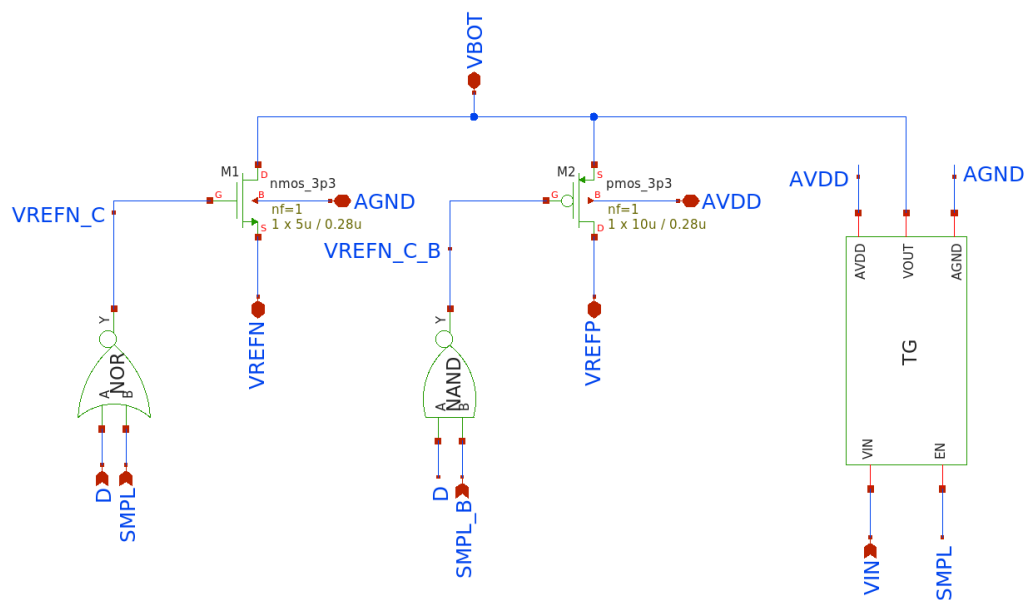 VBOT
M1
D
nmos_3p3
G
B
AGND
nf=1
1 x 5u / 0.28u
S
VREFN_C
VREFN
M2
S
pmos_3p3
G
B
AVDD
nf=1
1 x 10u / 0.28u
D
VREFN_C_B
VREFP
AVDD
AGND
AVDD
VOUT
AGND
TG
VIN
EN
VIN
SMPL
Y
NOR
A
B
D
SMPL
Y
NAND
A
B
D
SMPL_B